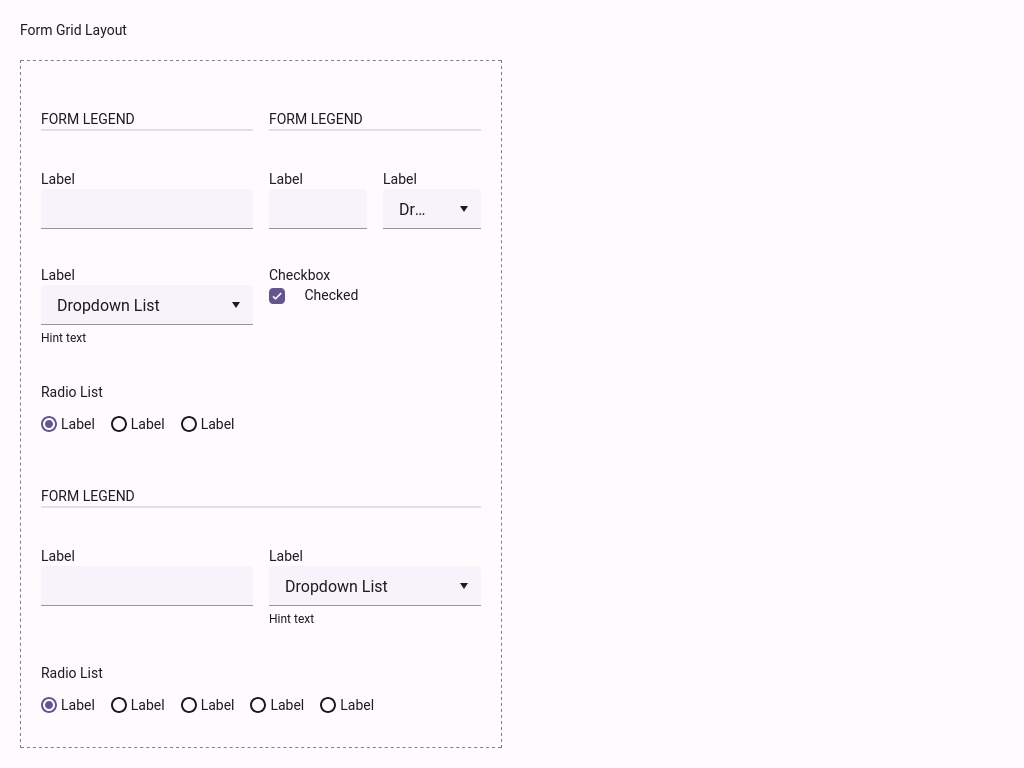 Form Grid Layout
FORM LEGEND
FORM LEGEND
Label
Label
Label
Dr...
Label
Dropdown List
Hint text
Checkbox
Checked
Radio List
Label
Label
Label
FORM LEGEND
Label
Label
Dropdown List
Hint text
Radio List
Label
Label
Label
Label
Label